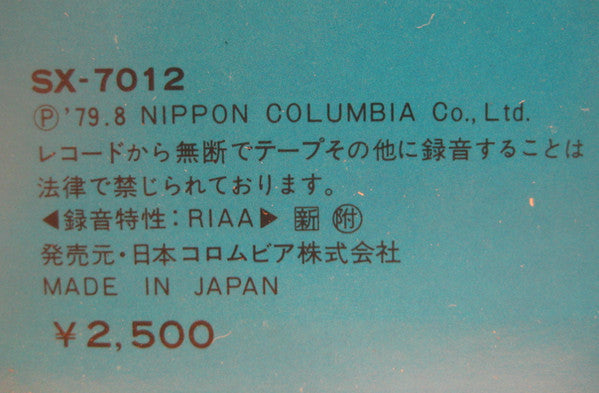 SX-7012
Ⓟ'79.8 NIPPON COLUMBIA Co., Ltd.
レコードから無断でテープその他に録音することは
法律で禁じられております。
◀録音特性:RIAA▶ 🈟 ㊟附
発売元・日本コロムビア株式会社
MADE IN JAPAN
¥2,500